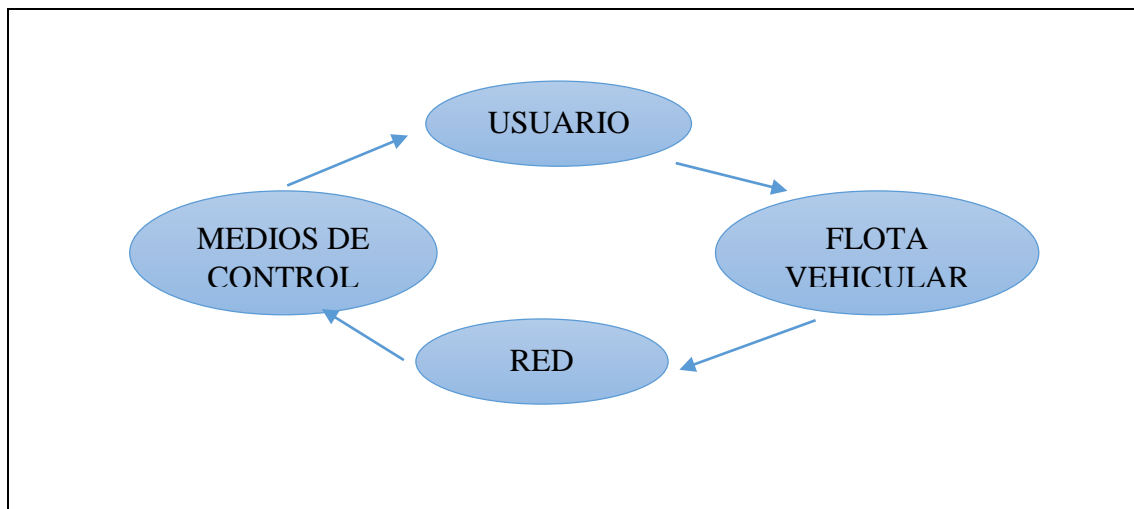 USUARIO
MEDIOS DE
CONTROL
FLOTA
VEHICULAR
RED